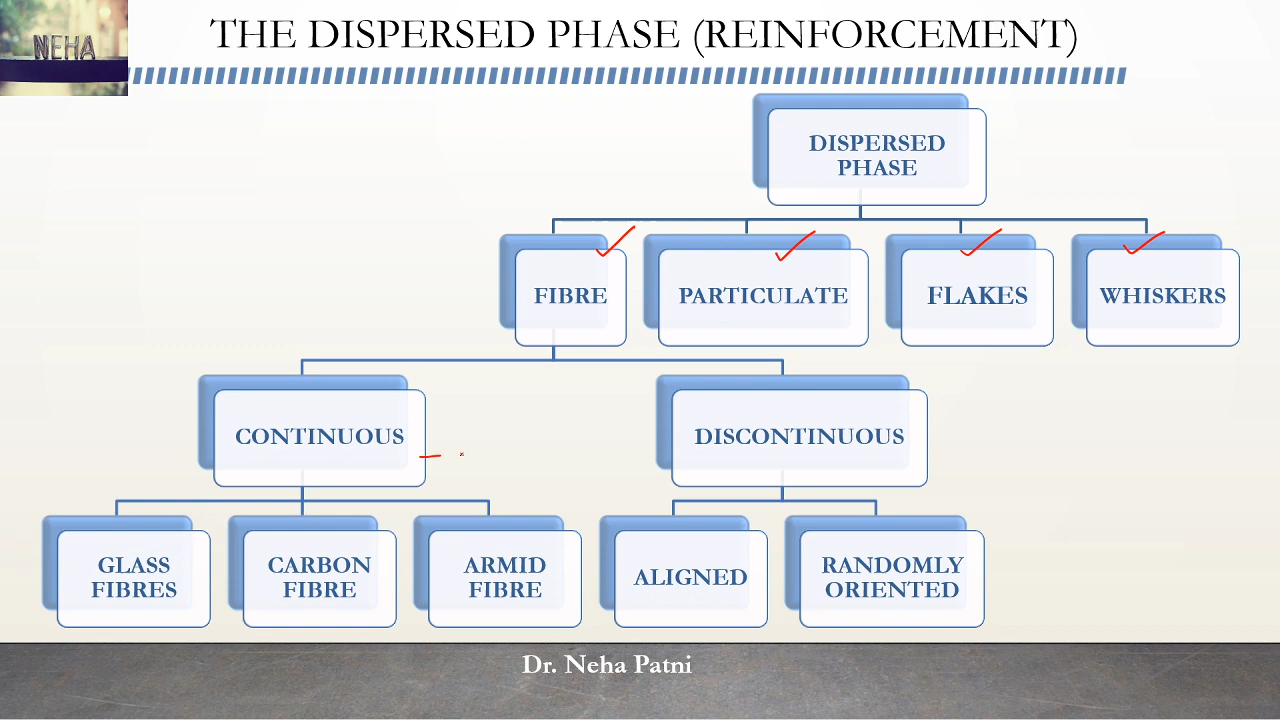 NEHA
THE DISPERSED PHASE (REINFORCEMENT)
DISPERSED
PHASE
FIBRE
PARTICULATE
FLAKES
WHISKERS
CONTINUOUS
DISCONTINUOUS
GLASS
FIBRES
CARBON
FIBRE
ARMID
FIBRE
ALIGNED
RANDOMLY
ORIENTED
Dr. Neha Patni